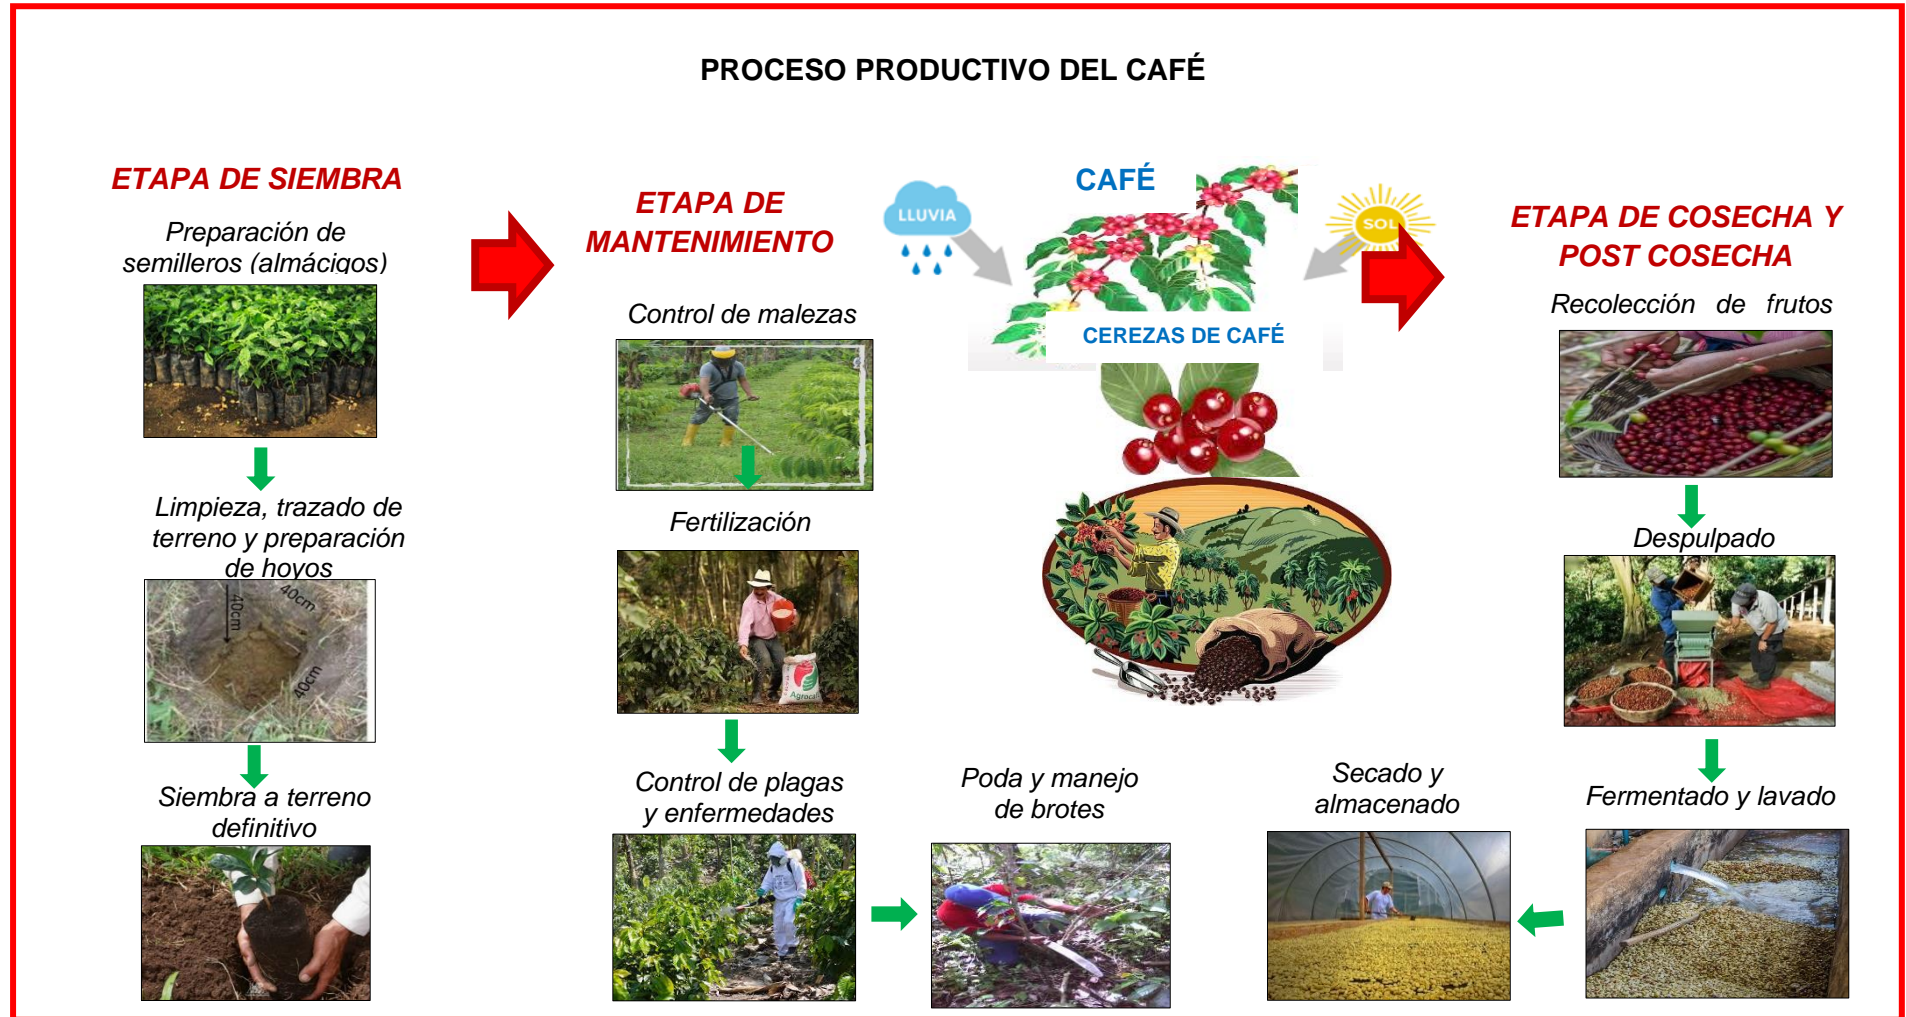 PROCESO PRODUCTIVO DEL CAFÉ
ETAPA DE SIEMBRA
Preparación de
semilleros (almácigos)
Limpieza, trazado de
terreno y preparación
de hoyos
40cm
40cm
40cm
Siembra a terreno
definitivo
ETAPA DE
MANTENIMIENTO
Control de malezas
Fertilización
Control de plagas
y enfermedades
Poda y manejo
de brotes
LLUVIA
CAFÉ
SOL
CEREZAS DE CAFÉ
ETAPA DE COSECHA Y
POST COSECHA
Recolección de frutos
Despulpado
Fermentado y lavado
Secado y
almacenado